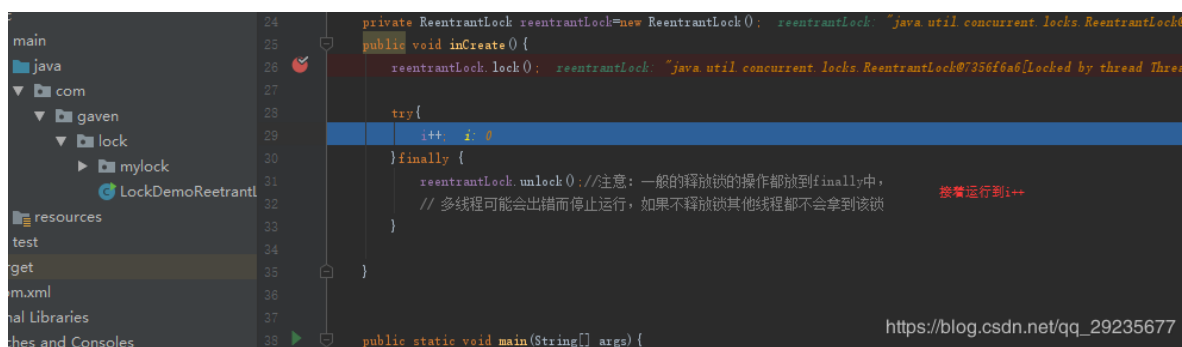 main
java
com
gaven
lock
mylock
LockDemoReetrantL
resources
test
rget
om.xml
nal Libraries
ches and Consoles
24 private ReentrantLock reentrantLock=new ReentrantLock(); reentrantLock: "java.util.concurrent.locks.ReentrantLock@
25 public void inCreate(){
26 reentrantLock.lock(); reentrantLock: "java.util.concurrent.locks.ReentrantLock@7356f6a6[Locked by thread Threa
27
28 try{
29 i++; i: 0
30 }finally {
31 reentrantLock.unlock();//注意：一般的释放锁的操作都放到finally中，
32 // 多线程可能会出错而停止运行，如果不释放锁其他线程都不会拿到该锁
接着运行到i++
33 }
34
35 }
36
37
38 public static void main(String[] args){
https://blog.csdn.net/qq_29235677